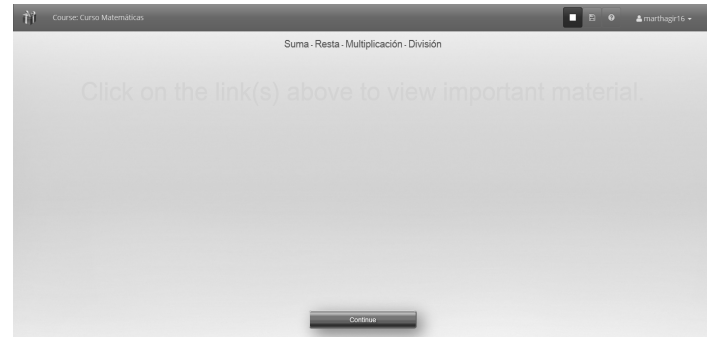 Course: Curso Matemáticas
marthagir16
Suma - Resta - Multiplicación - División
Click on the link(s) above to view important material.
Continue